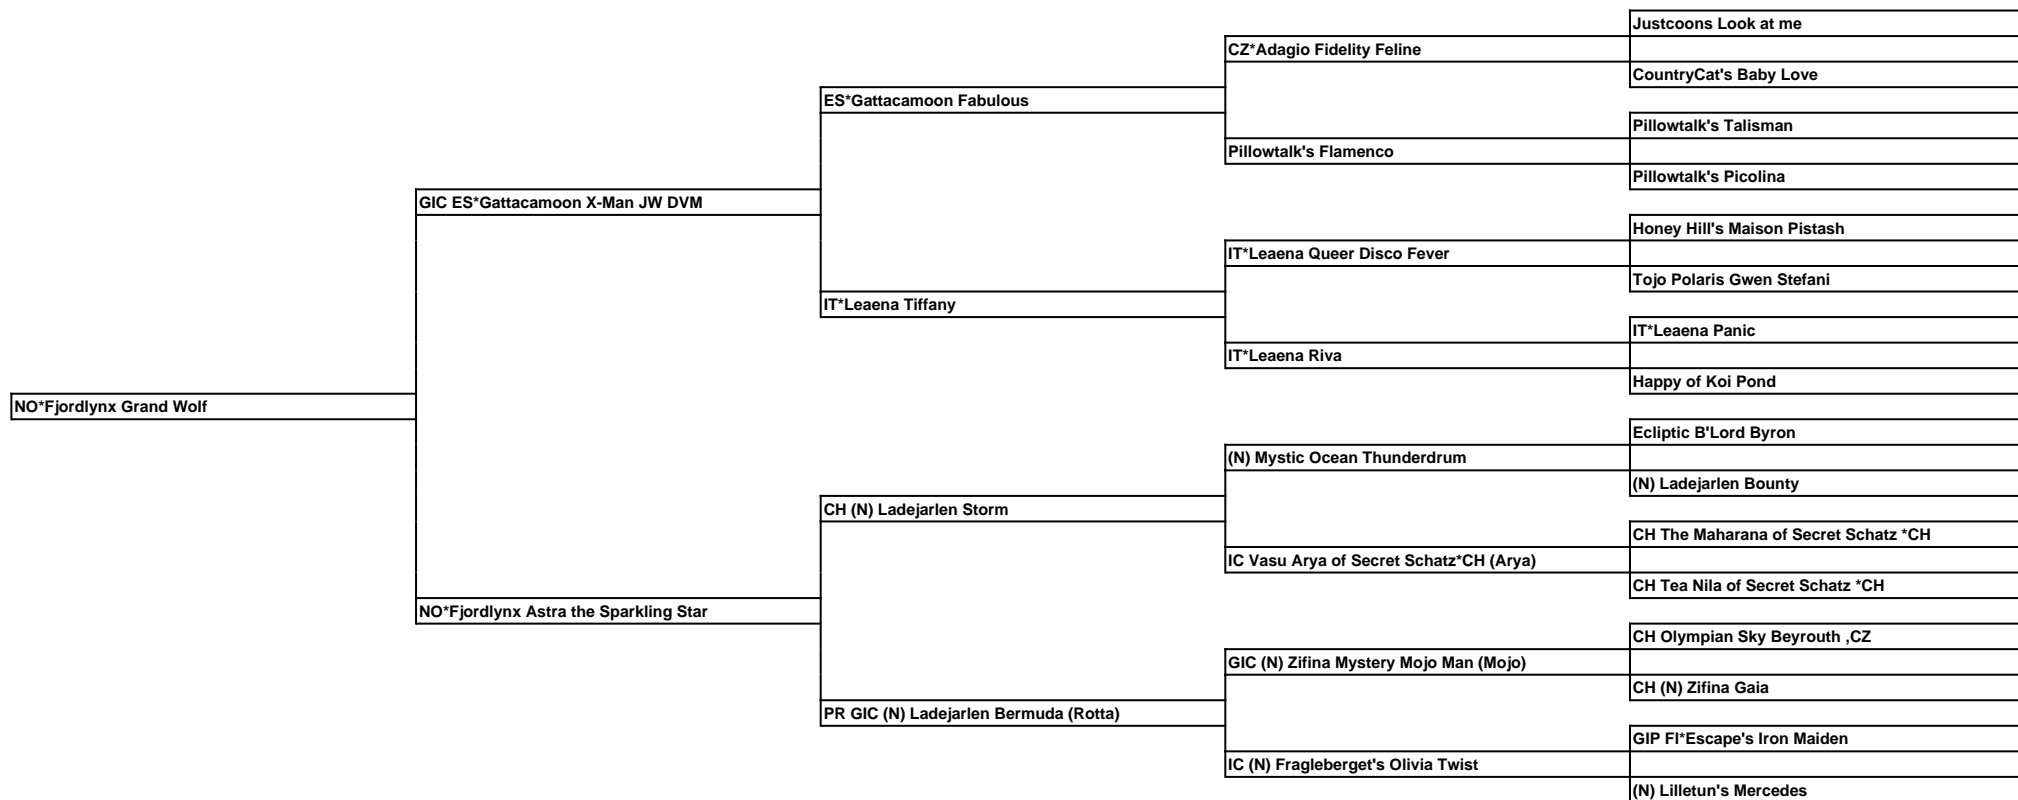 Justcoons Look at me
CZ*Adagio Fidelity Feline
CountryCat's Baby Love
ES*Gattacamoon Fabulous
Pillowtalk's Talisman
Pillowtalk's Flamenco
Pillowtalk's Picolina
GIC ES*Gattacamoon X-Man JW DVM
Honey Hill's Maison Pistash
IT*Leaena Queer Disco Fever
Tojo Polaris Gwen Stefani
IT*Leaena Tiffany
IT*Leaena Panic
IT*Leaena Riva
Happy of Koi Pond
NO*Fjordlynx Grand Wolf
Ecliptic B'Lord Byron
(N) Mystic Ocean Thunderdrum
(N) Ladejarlen Bounty
CH (N) Ladejarlen Storm
CH The Maharana of Secret Schatz *CH
IC Vasu Arya of Secret Schatz*CH (Arya)
CH Tea Nila of Secret Schatz *CH
NO*Fjordlynx Astra the Sparkling Star
CH Olympian Sky Beyrouth ,CZ
GIC (N) Zifina Mystery Mojo Man (Mojo)
CH (N) Zifina Gaia
PR GIC (N) Ladejarlen Bermuda (Rotta)
GIP FI*Escape's Iron Maiden
IC (N) Fragleberget's Olivia Twist
(N) Lilletun's Mercedes